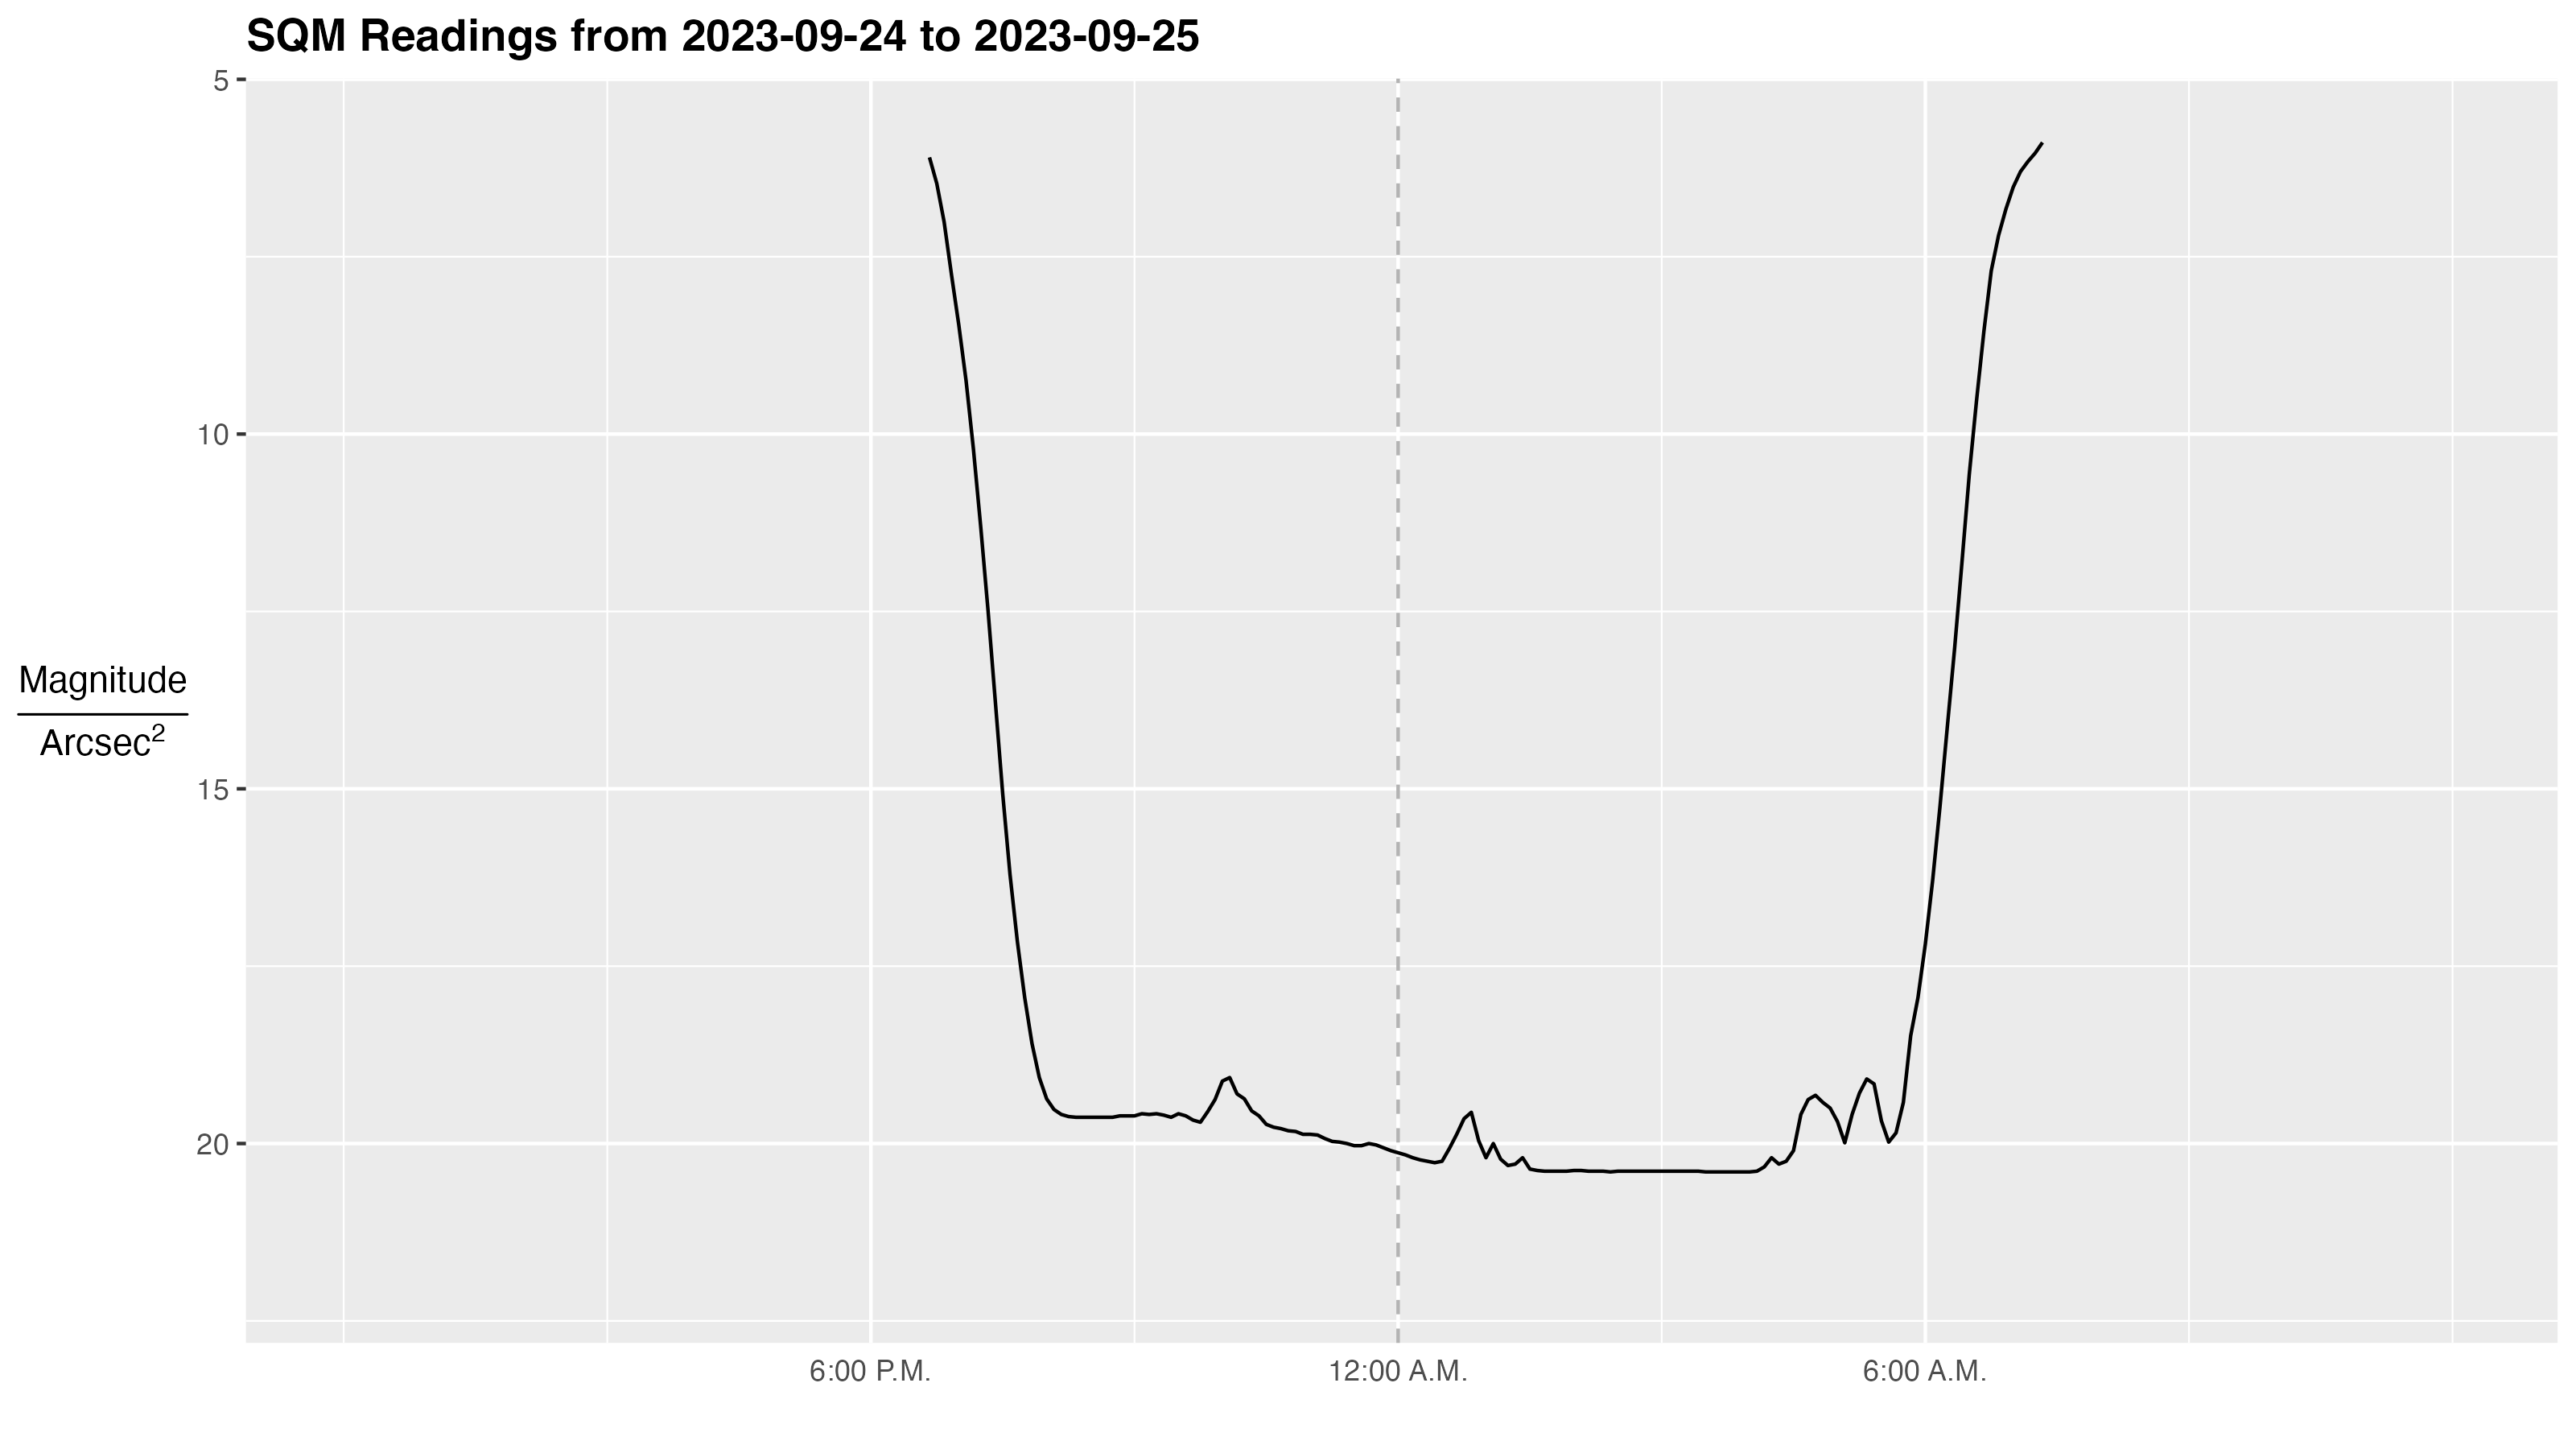 SQM Readings from 2023-09-24 to 2023-09-25
5
10
15
20
Magnitude
Arcsec²
6:00 P.M.
12:00 A.M.
6:00 A.M.